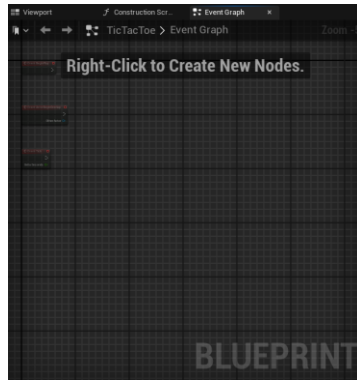 Viewport
Construction Scr...
Event Graph
TicTacToe > Event Graph
Zoom
Right-Click to Create New Nodes.
BLUEPRINT